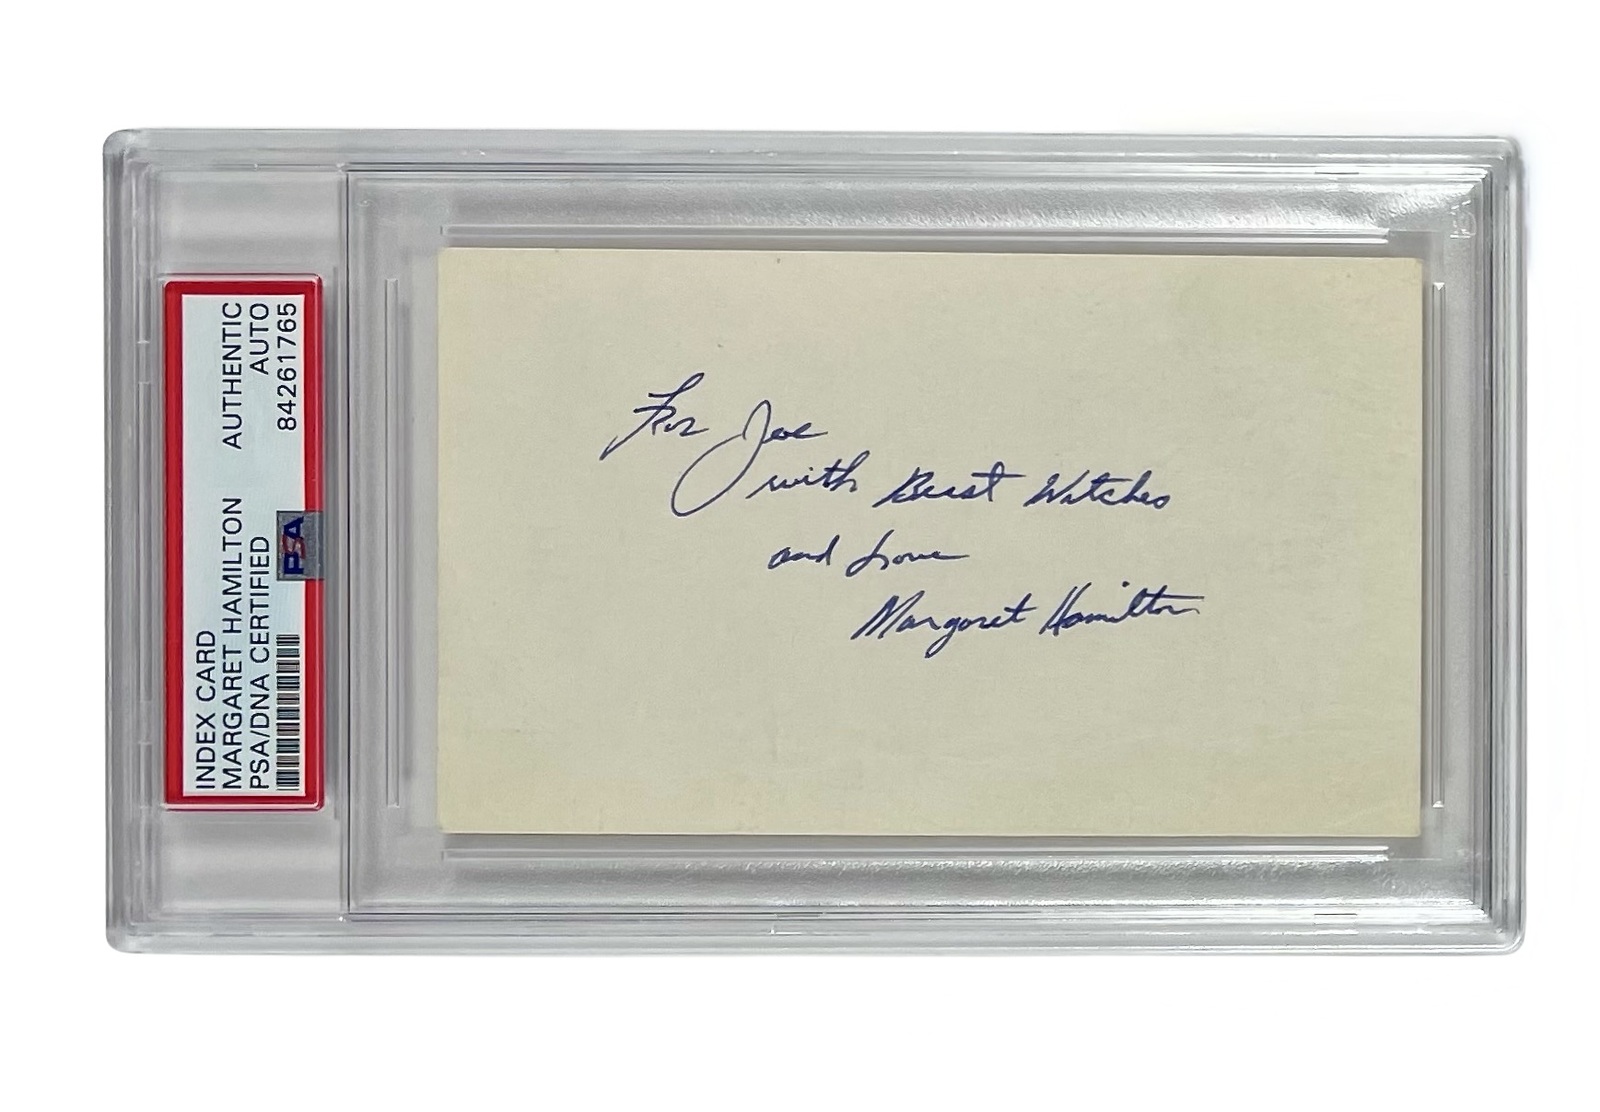 INDEX CARD
MARGARET HAMILTON AUTHENTIC
PSA/DNA CERTIFIED AUTO
84261765
PSA
For Joe
with Best Witches
and Love
Margaret Hamilton